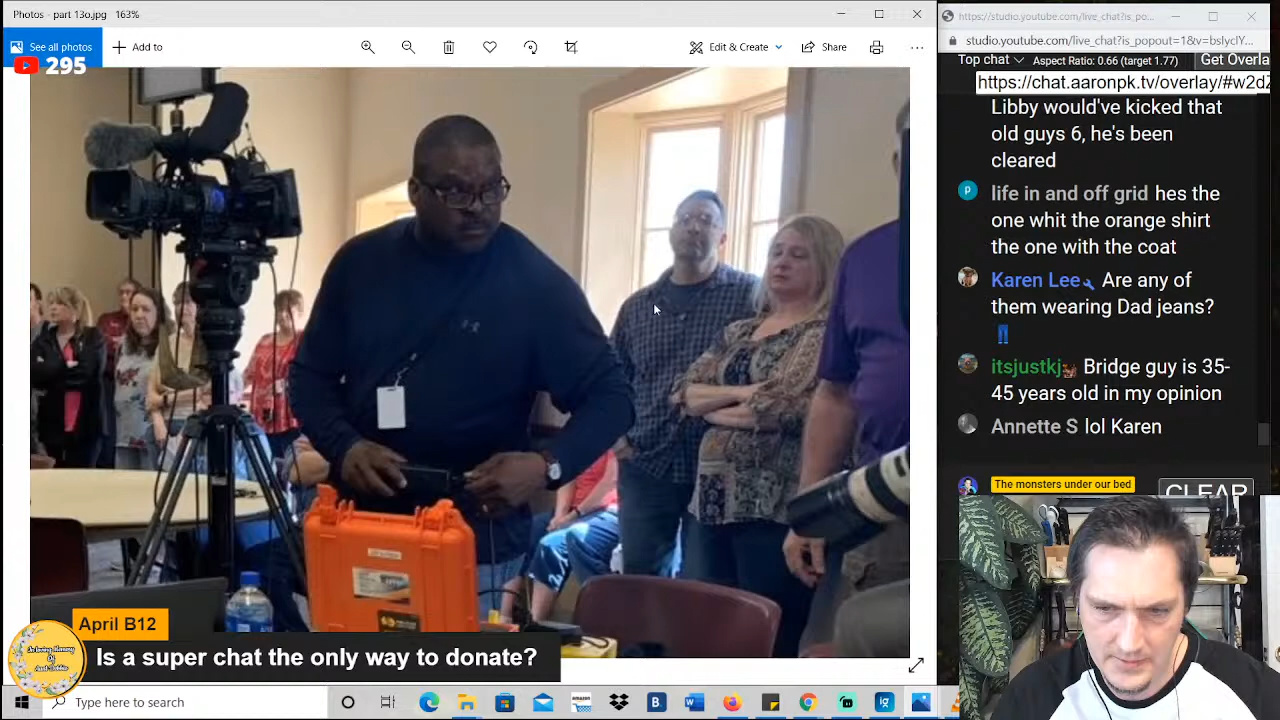 Photos - part 13o.jpg 163%
https://studio.youtube.com/live_chat?is_po...
See all photos
Add to
Edit & Create
Share
studio.youtube.com/live_chat?is_popout=1&v=bslyclY
295
Top chat
Aspect Ratio: 0.66 (target 1.77)
Get Overla
https://chat.aaronpk.tv/overlay/#w2dZ
Libby would've kicked that
old guys 6, he's been
cleared
life in and off grid hes the
one whit the orange shirt
the one with the coat
Karen Lee Are any of
them wearing Dad jeans?
itsjustkj Bridge guy is 35-
45 years old in my opinion
Annette S lol Karen
The monsters under our bed
CLEAR
April B12
Is a super chat the only way to donate?
Type here to search